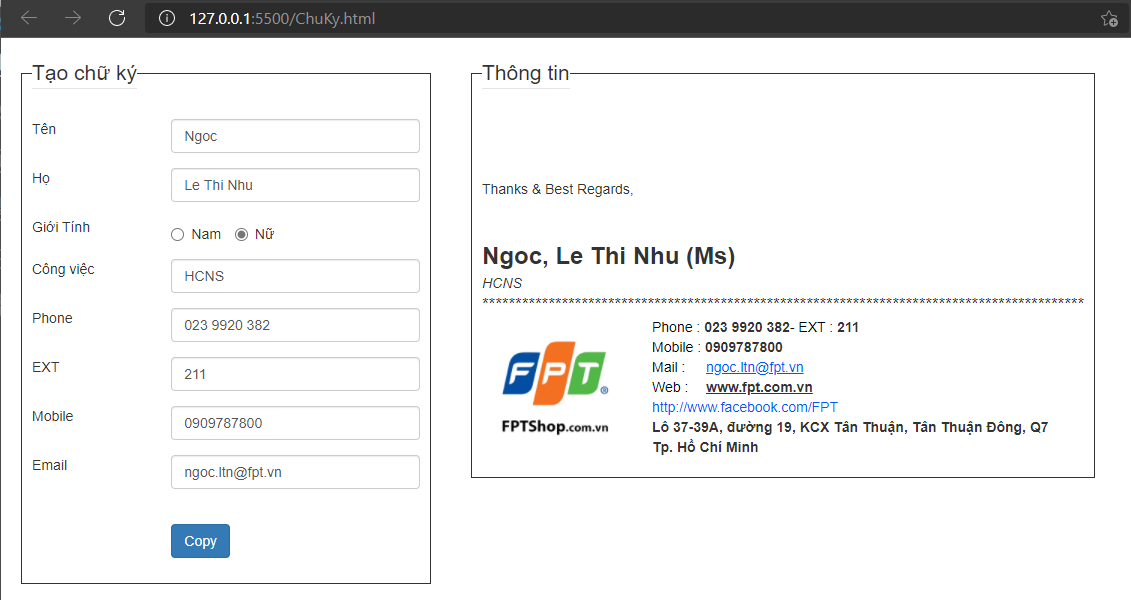 127.0.0.1:5500/ChuKy.html
Tạo chữ ký
Tên
Ngoc
Họ
Le Thi Nhu
Giới Tính
Nam
Nữ
Công việc
HCNS
Phone
023 9920 382
EXT
211
Mobile
0909787800
Email
ngoc.ltn@fpt.vn
Copy
Thông tin
Thanks & Best Regards,
Ngoc, Le Thi Nhu (Ms)
HCNS
*******************************************************************************************
FPT®
FPTShop.com.vn
Phone : 023 9920 382- EXT : 211
Mobile : 0909787800
Mail : ngoc.ltn@fpt.vn
Web : www.fpt.com.vn
http://www.facebook.com/FPT
Lô 37-39A, đường 19, KCX Tân Thuận, Tân Thuận Đông, Q7
Tp. Hồ Chí Minh